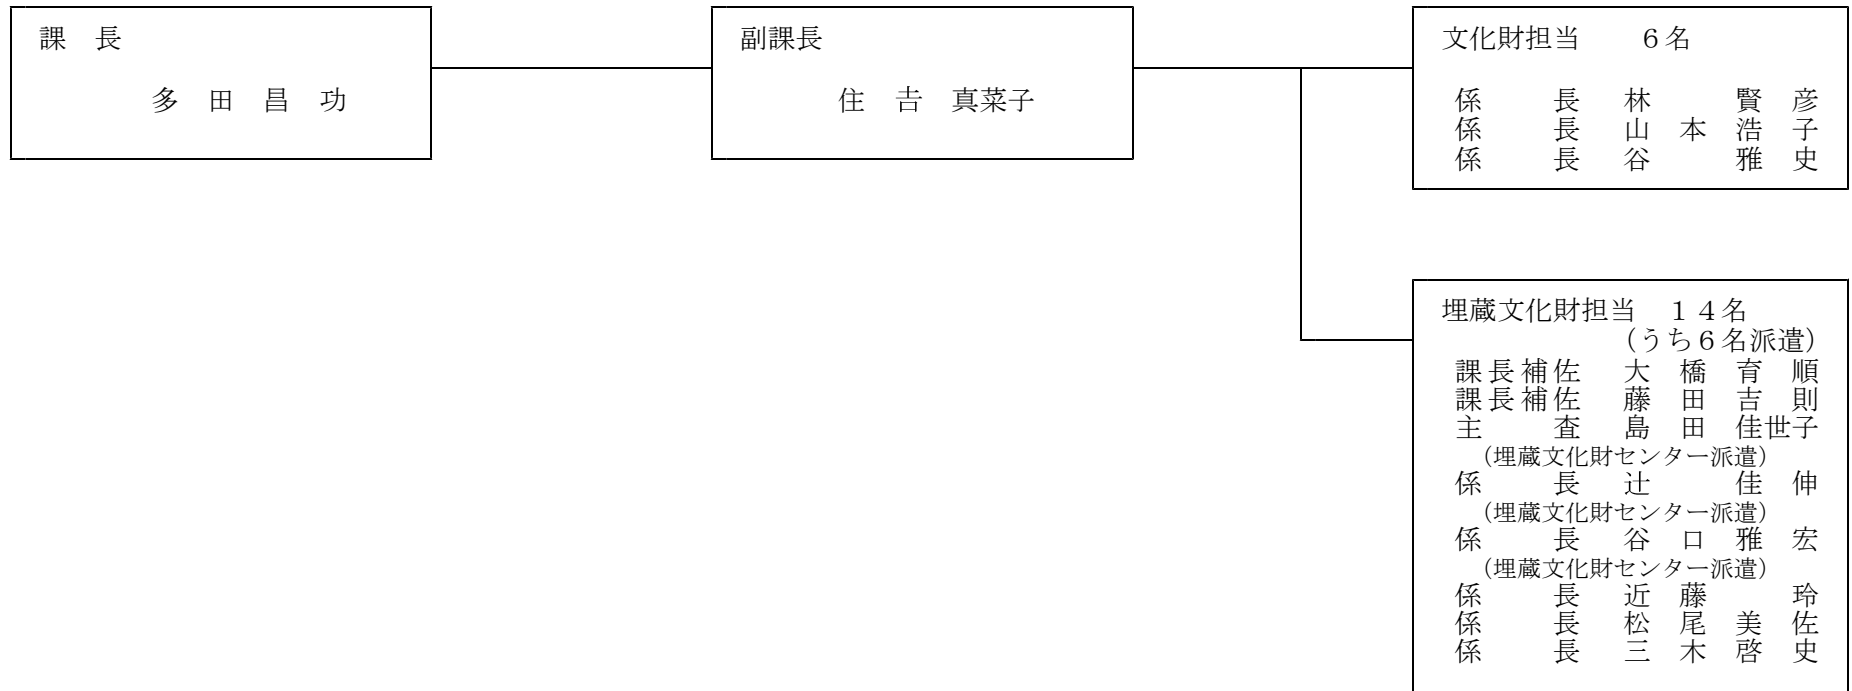 課　長
多　田　昌　功
副課長
住　𠮷　真菜子
文化財担当　　６名
係　　長　林　　　賢　彦
係　　長　山　本　浩　子
係　　長　谷　　　雅　史
埋蔵文化財担当　１４名
（うち６名派遣）
課長補佐　大　橋　育　順
課長補佐　藤　田　吉　則
主　　査　島　田　佳世子
（埋蔵文化財センター派遣）
係　　長　辻　　　佳　伸
（埋蔵文化財センター派遣）
係　　長　谷　口　雅　宏
（埋蔵文化財センター派遣）
係　　長　近　藤　　　玲
係　　長　松　尾　美　佐
係　　長　三　木　啓　史